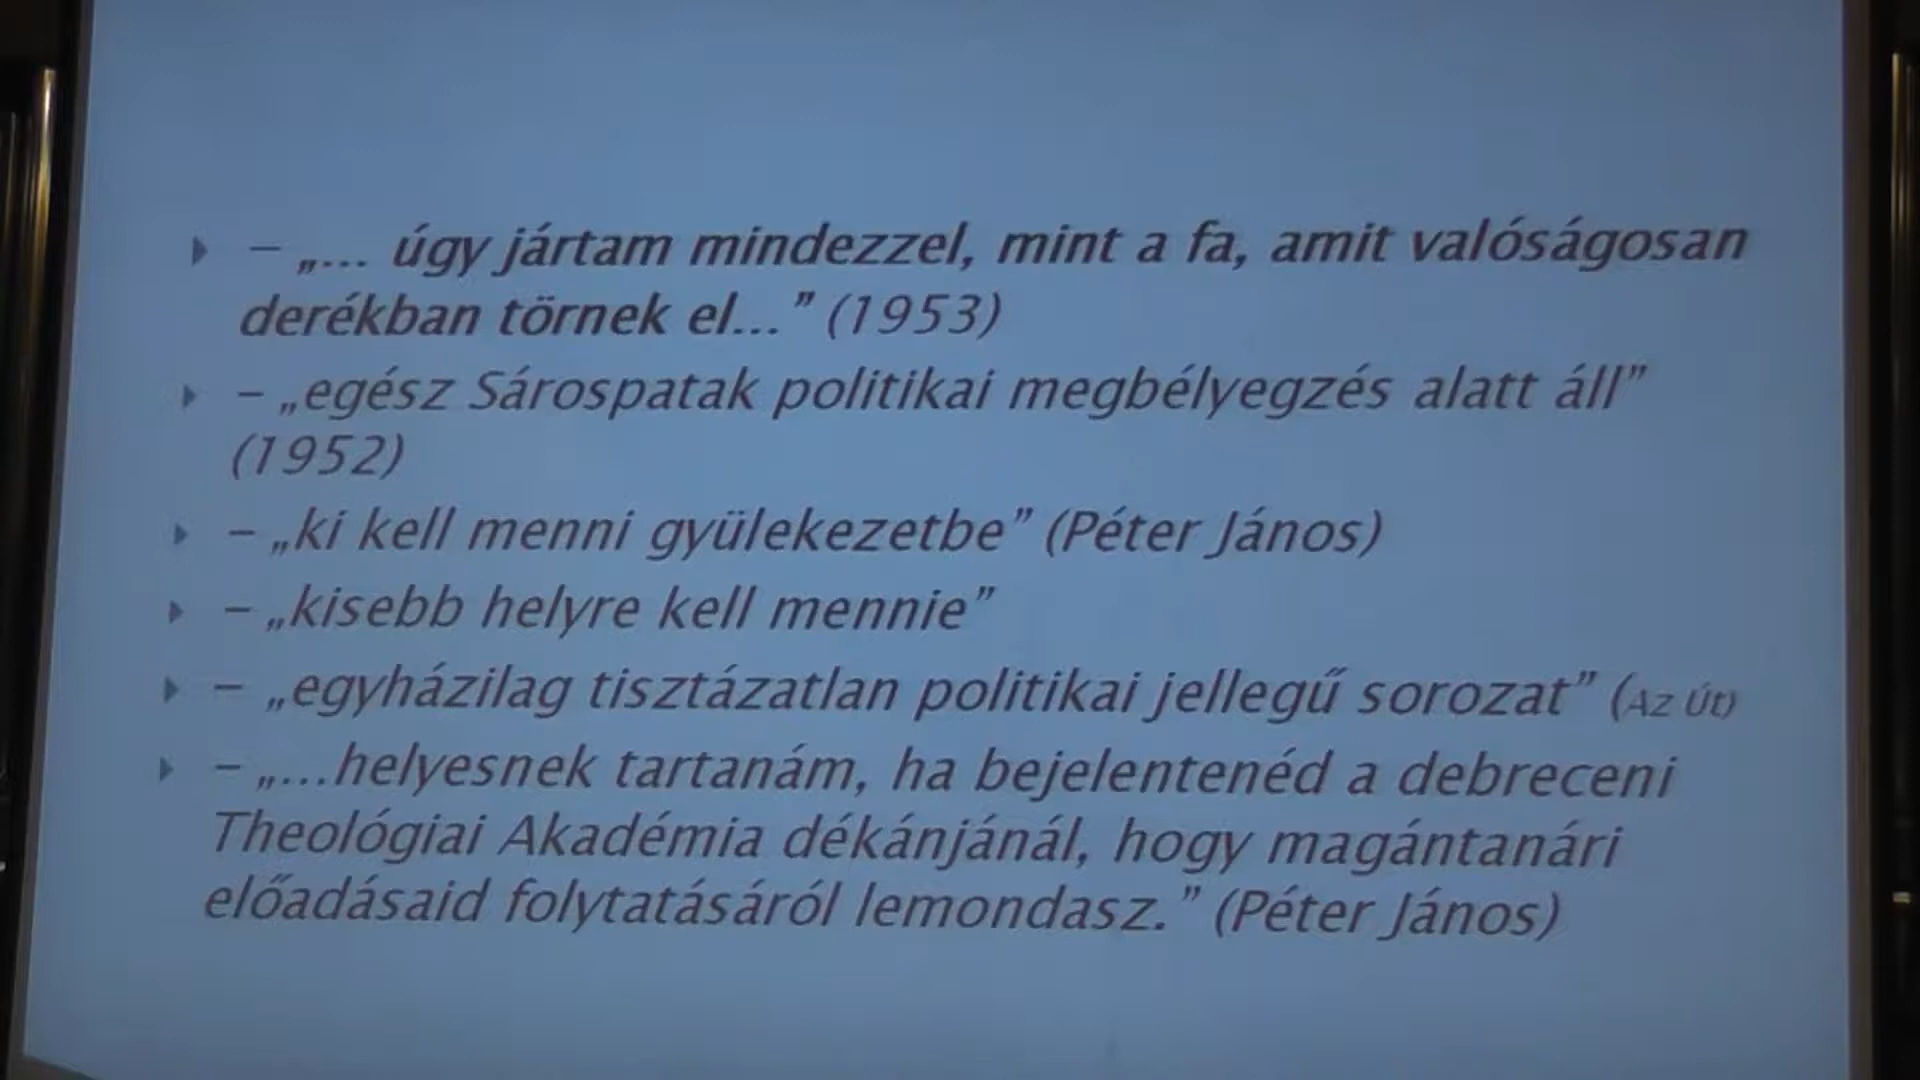 – „... úgy jártam mindezzel, mint a fa, amit valóságosan
derékban törnek el...” (1953)
– „egész Sárospatak politikai megbélyegzés alatt áll”
(1952)
– „ki kell menni gyülekezetbe” (Péter János)
– „kisebb helyre kell mennie”
– „egyházilag tisztázatlan politikai jellegű sorozat” (Az Út)
– „...helyesnek tartanám, ha bejelentenéd a debreceni
Theológiai Akadémia dékánjánál, hogy magántanári
előadásaid folytatásáról lemondasz.” (Péter János)